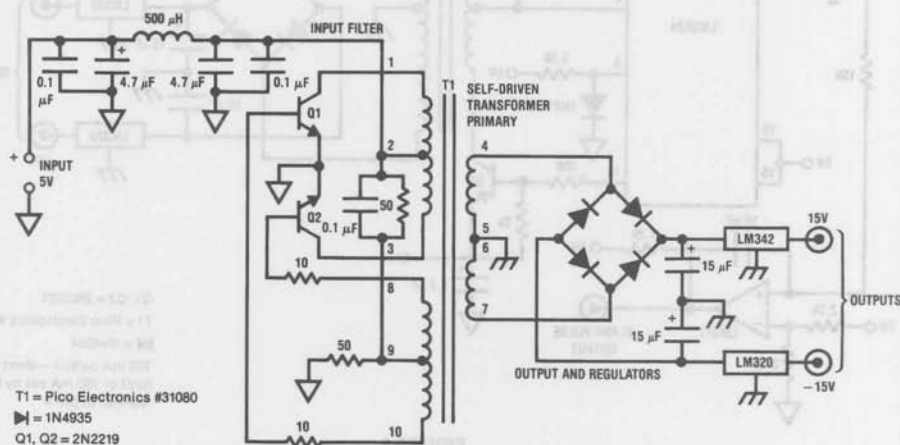 500 μH
INPUT FILTER
0.1 μF
+
4.7 μF
4.7 μF
0.1 μF
1
T1
SELF-DRIVEN
TRANSFORMER
PRIMARY
Q1
+
INPUT
5V
2
4
Q2
0.1 μF
50
5
6
15V
LM342
+
15 μF
3
10
8
7
OUTPUTS
+
15 μF
50
9
LM320
−15V
OUTPUT AND REGULATORS
10
10
T1 = Pico Electronics #31080
= 1N4935
Q1, Q2 = 2N2219